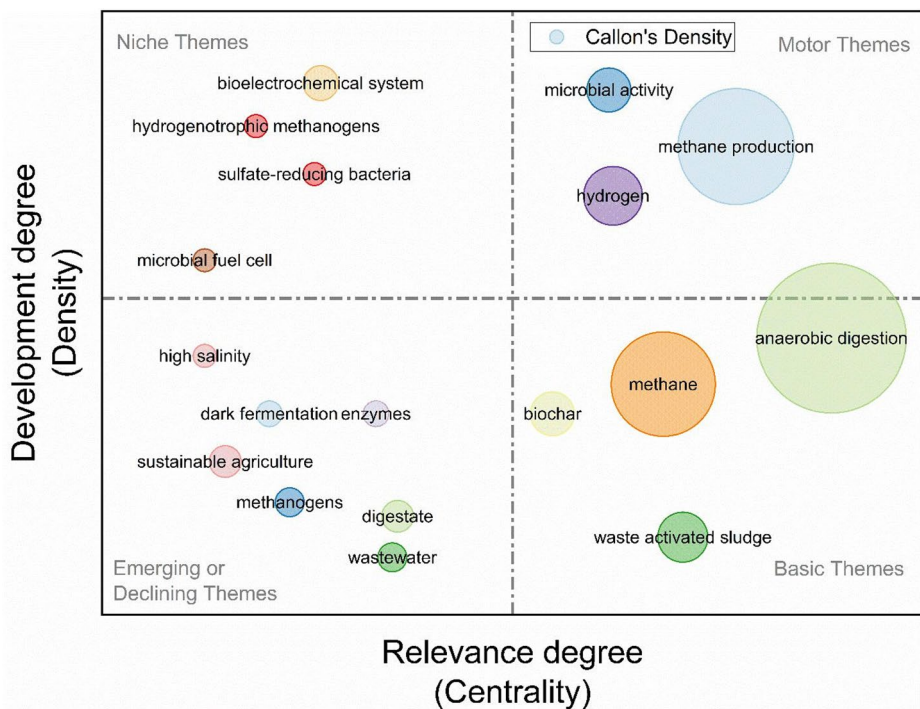 Niche Themes
Callon's Density
Motor Themes
bioelectrochemical system
microbial activity
hydrogenotrophic methanogens
methane production
sulfate-reducing bacteria
hydrogen
microbial fuel cell
Development degree
(Density)
anaerobic digestion
high salinity
methane
dark fermentation
enzymes
biochar
sustainable agriculture
methanogens
digestate
waste activated sludge
wastewater
Emerging or
Declining Themes
Basic Themes
Relevance degree
(Centrality)